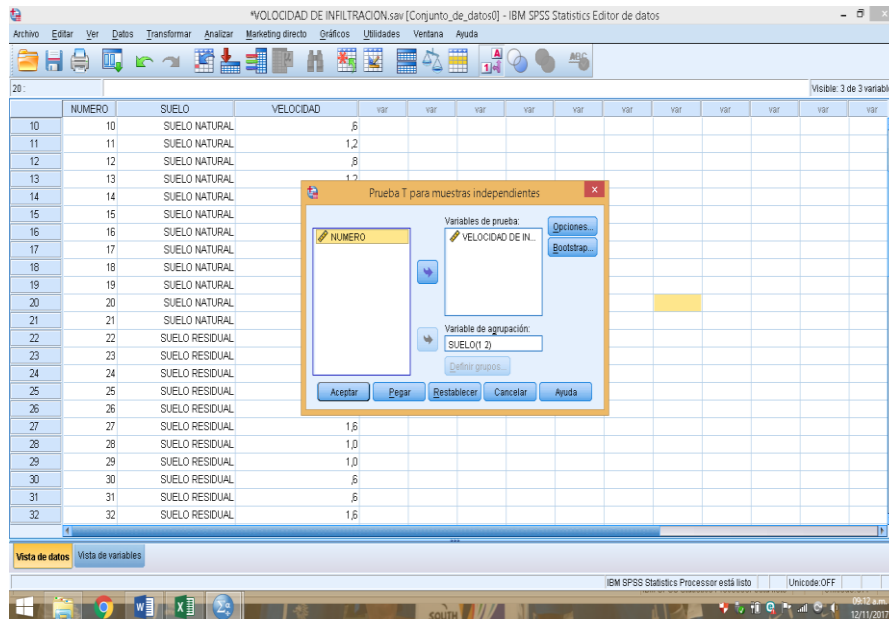 *VOLOCIDAD DE INFILTRACION.sav [Conjunto_de_datos0] - IBM SPSS Statistics Editor de datos
Archivo Editar Ver Datos Transformar Analizar Marketing directo Gráficos Utilidades Ventana Ayuda
20 :
Visible: 3 de 3 variabl
NUMERO SUELO VELOCIDAD var var var var var var var var var var
10 10 SUELO NATURAL ,6
11 11 SUELO NATURAL 1,2
12 12 SUELO NATURAL ,8
13 13 SUELO NATURAL 1,2
14 14 SUELO NATURAL
15 15 SUELO NATURAL
16 16 SUELO NATURAL
17 17 SUELO NATURAL
18 18 SUELO NATURAL
19 19 SUELO NATURAL
20 20 SUELO NATURAL
21 21 SUELO NATURAL
22 22 SUELO RESIDUAL
23 23 SUELO RESIDUAL
24 24 SUELO RESIDUAL
25 25 SUELO RESIDUAL
26 26 SUELO RESIDUAL
27 27 SUELO RESIDUAL 1,6
28 28 SUELO RESIDUAL 1,0
29 29 SUELO RESIDUAL 1,0
30 30 SUELO RESIDUAL ,6
31 31 SUELO RESIDUAL ,6
32 32 SUELO RESIDUAL 1,6
Prueba T para muestras independientes
NUMERO
Variables de prueba:
VELOCIDAD DE IN...
Opciones...
Bootstrap...
Variable de agrupación:
SUELO(1 2)
Definir grupos...
Aceptar Pegar Restablecer Cancelar Ayuda
Vista de datos Vista de variables
IBM SPSS Statistics Processor está listo Unicode:OFF
SOUTH
09:12 a.m.
12/11/2017